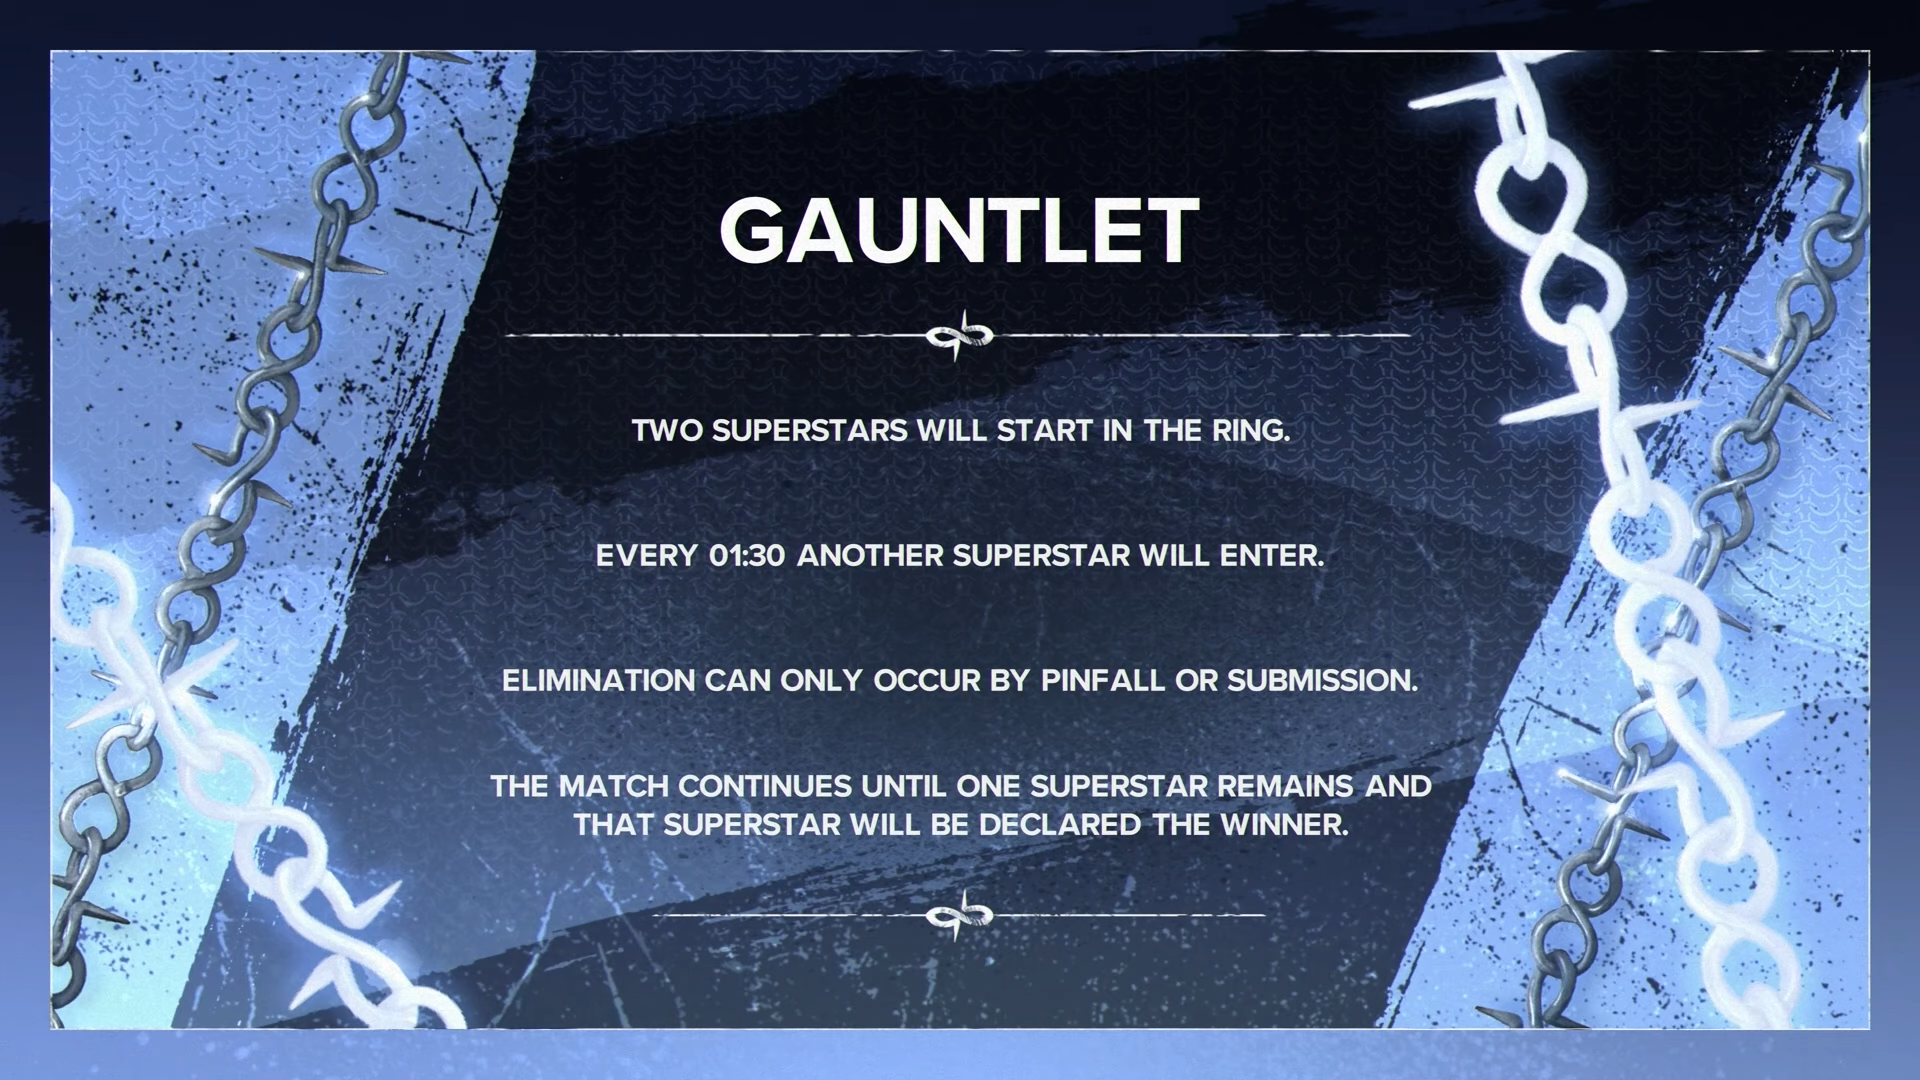 GAUNTLET
TWO SUPERSTARS WILL START IN THE RING.
EVERY 01:30 ANOTHER SUPERSTAR WILL ENTER.
ELIMINATION CAN ONLY OCCUR BY PINFALL OR SUBMISSION.
THE MATCH CONTINUES UNTIL ONE SUPERSTAR REMAINS AND
THAT SUPERSTAR WILL BE DECLARED THE WINNER.